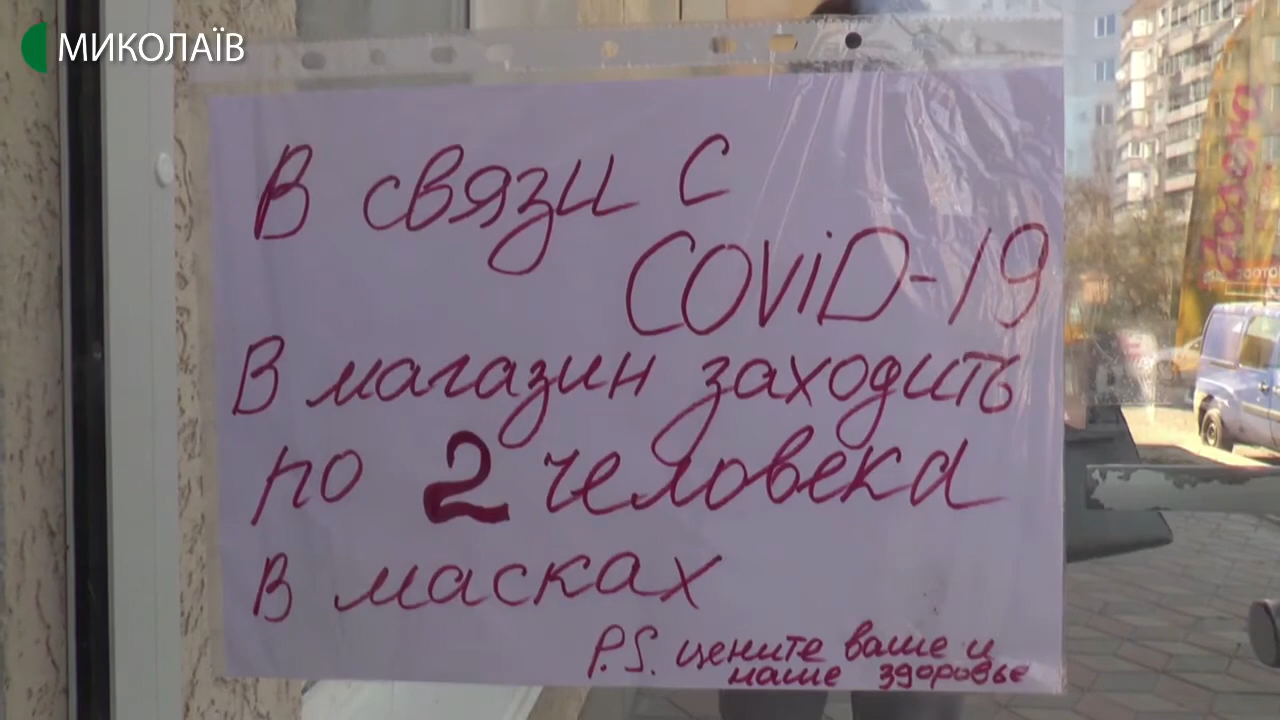 МИКОЛАЇВ
В связи с
COViD-19
В магазин заходить
по 2 человека
в масках
P.S. цените ваше и
наше здоровье